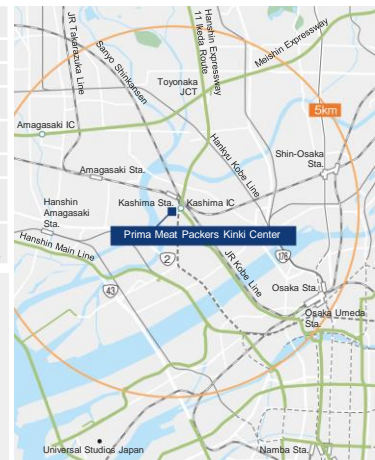 JR Takarazuka Line
Sanyo Shinkansen
Hanshin Expressway
11 Ikeda Route
Meishin Expressway
Toyonaka
JCT
5km
Amagasaki IC
Hankyu Kobe Line
Shin-Osaka
Sta.
Amagasaki Sta.
Kashima Sta.
Kashima IC
Hanshin
Amagasaki
Sta.
Prima Meat Packers Kinki Center
Hanshin Main Line
2
JR Kobe Line
176
43
Osaka Sta.
Osaka Umeda
Sta.
Universal Studios Japan
Namba Sta.